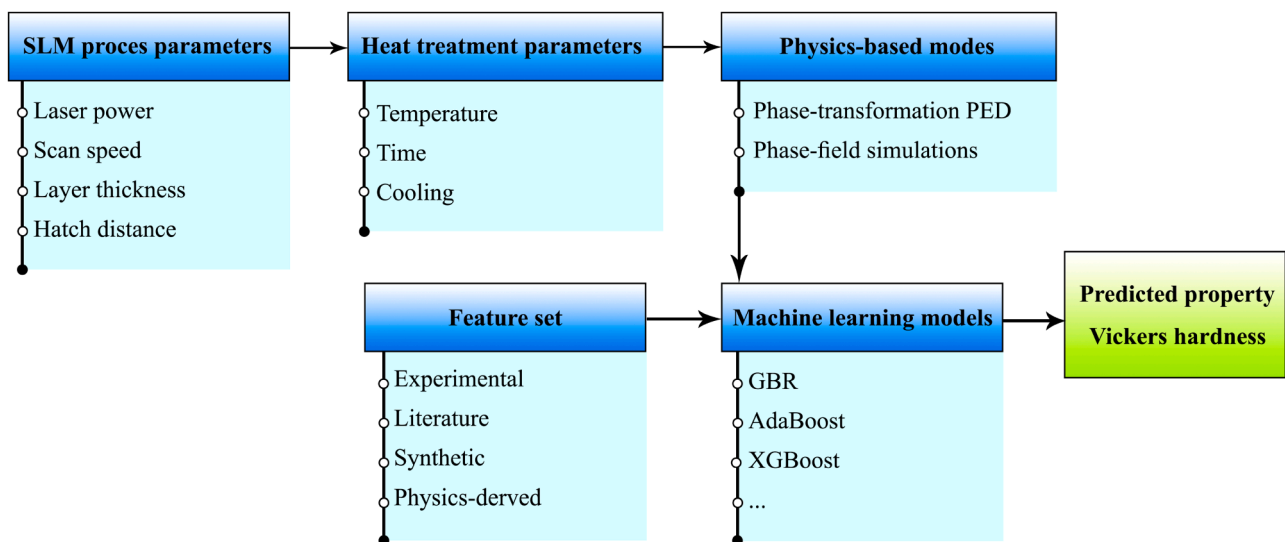 SLM proces parameters
Laser power
Scan speed
Layer thickness
Hatch distance
Heat treatment parameters
Temperature
Time
Cooling
Physics-based modes
Phase-transformation PED
Phase-field simulations
Feature set
Experimental
Literature
Synthetic
Physics-derved
Machine learning models
GBR
AdaBoost
XGBoost
...
Predicted property
Vickers hardness